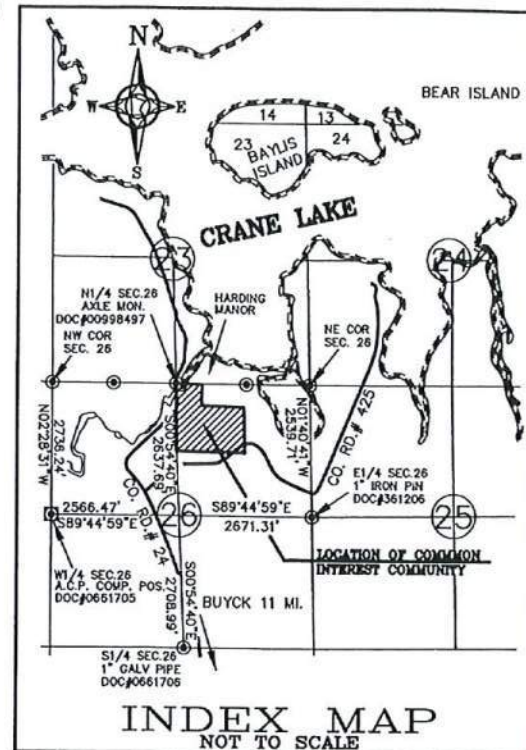 N
W E
S
BEAR ISLAND
14 13
23 24
BAYLIS
ISLAND
CRANE LAKE
23
24
N1/4 SEC.26
AXLE MON.
DOC#00998497
HARDING
MANOR
NW COR
SEC. 26
NE COR
SEC. 26
N02°28'31"W
2736.24'
S00°54'40"E
2637.69'
N01°40'41"W
2539.71'
CO. RD.# 425
E1/4 SEC.26
1" IRON PIN
DOC#361206
2566.47'
S89°44'59"E
26
S89°44'59"E
2671.31'
25
CO. RD.# 24
LOCATION OF COMMMON
INTEREST COMMUNITY
W1/4 SEC.26
A.C.P. COMP. POS.
DOC#0661705
2708.99'
S00°54'40"E
BUYCK 11 MI.
S1/4 SEC.26
1" GALV PIPE
DOC#0661706
INDEX MAP
NOT TO SCALE